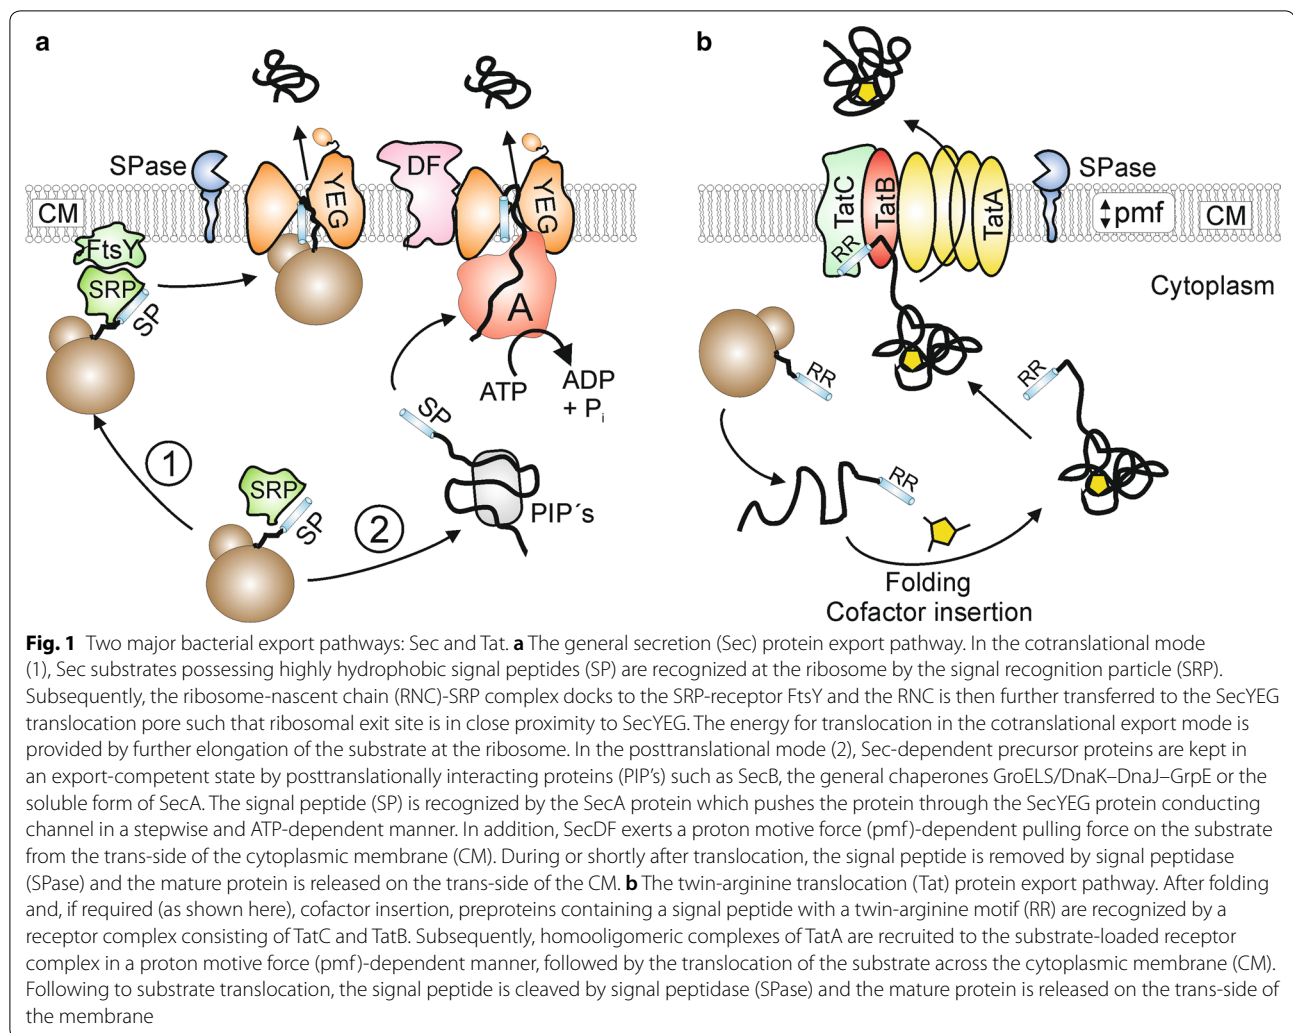 a
b
SPase
DF
YEG
YEG
CM
FtsY
SRP
SP
A
ATP
ADP
+ Pi
SP
1
SRP
SP
2
PIP´s
TatC
TatB
TatA
SPase
pmf
CM
RR
Cytoplasm
RR
RR
RR
Folding
Cofactor insertion
Fig. 1 Two major bacterial export pathways: Sec and Tat. a The general secretion (Sec) protein export pathway. In the cotranslational mode
(1), Sec substrates possessing highly hydrophobic signal peptides (SP) are recognized at the ribosome by the signal recognition particle (SRP).
Subsequently, the ribosome-nascent chain (RNC)-SRP complex docks to the SRP-receptor FtsY and the RNC is then further transferred to the SecYEG
translocation pore such that ribosomal exit site is in close proximity to SecYEG. The energy for translocation in the cotranslational export mode is
provided by further elongation of the substrate at the ribosome. In the posttranslational mode (2), Sec-dependent precursor proteins are kept in
an export-competent state by posttranslationally interacting proteins (PIP's) such as SecB, the general chaperones GroELS/DnaK–DnaJ–GrpE or the
soluble form of SecA. The signal peptide (SP) is recognized by the SecA protein which pushes the protein through the SecYEG protein conducting
channel in a stepwise and ATP-dependent manner. In addition, SecDF exerts a proton motive force (pmf)-dependent pulling force on the substrate
from the trans-side of the cytoplasmic membrane (CM). During or shortly after translocation, the signal peptide is removed by signal peptidase
(SPase) and the mature protein is released on the trans-side of the CM. b The twin-arginine translocation (Tat) protein export pathway. After folding
and, if required (as shown here), cofactor insertion, preproteins containing a signal peptide with a twin-arginine motif (RR) are recognized by a
receptor complex consisting of TatC and TatB. Subsequently, homooligomeric complexes of TatA are recruited to the substrate-loaded receptor
complex in a proton motive force (pmf)-dependent manner, followed by the translocation of the substrate across the cytoplasmic membrane (CM).
Following to substrate translocation, the signal peptide is cleaved by signal peptidase (SPase) and the mature protein is released on the trans-side of
the membrane